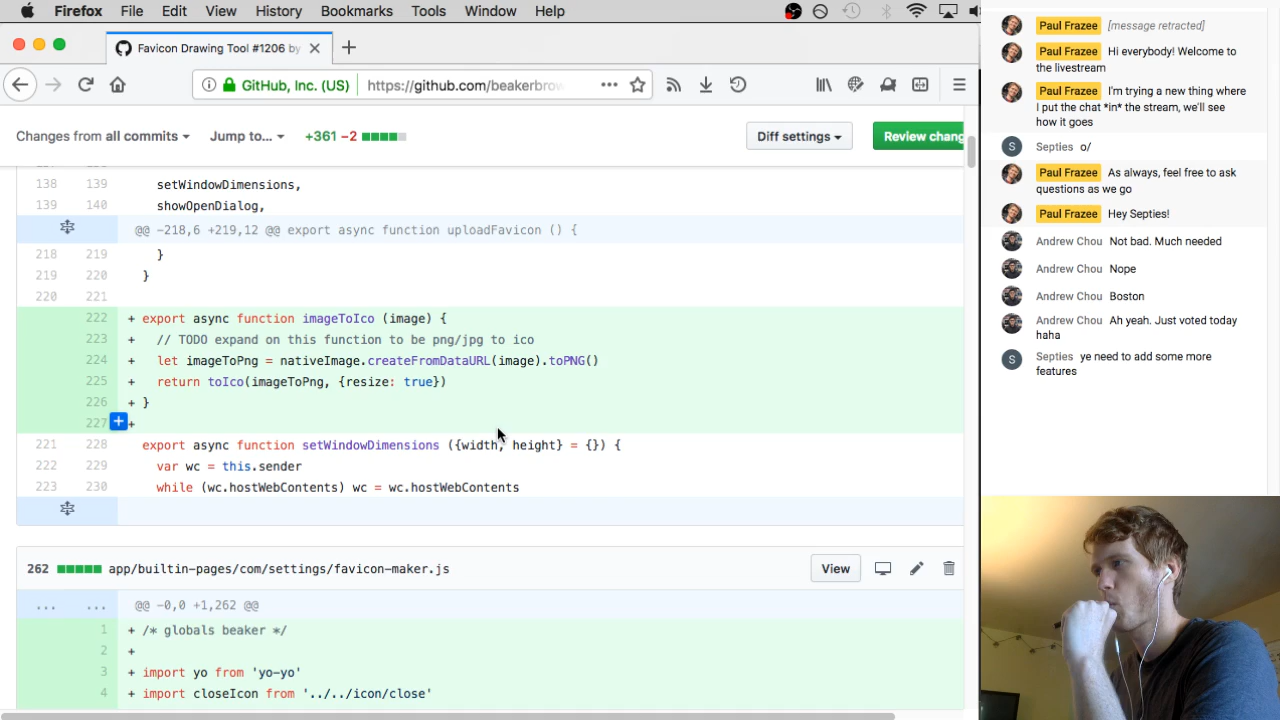 Firefox File Edit View History Bookmarks Tools Window Help
Favicon Drawing Tool #1206 by
GitHub, Inc. (US) https://github.com/beakerbrow
Changes from all commits Jump to... +361 −2
Diff settings Review chang
138 139 setWindowDimensions,
139 140 showOpenDialog,
@@ -218,6 +219,12 @@ export async function uploadFavicon () {
218 219 }
219 220 }
220 221
222 + export async function imageToIco (image) {
223 + // TODO expand on this function to be png/jpg to ico
224 + let imageToPng = nativeImage.createFromDataURL(image).toPNG()
225 + return toIco(imageToPng, {resize: true})
226 + }
227 +
221 228 export async function setWindowDimensions ({width, height} = {}) {
222 229 var wc = this.sender
223 230 while (wc.hostWebContents) wc = wc.hostWebContents
262 app/builtin-pages/com/settings/favicon-maker.js View
... ... @@ -0,0 +1,262 @@
1 + /* globals beaker */
2 +
3 + import yo from 'yo-yo'
4 + import closeIcon from '../../icon/close'
Paul Frazee [message retracted]
Paul Frazee Hi everybody! Welcome to
the livestream
Paul Frazee I'm trying a new thing where
I put the chat *in* the stream, we'll see
how it goes
S Septies o/
Paul Frazee As always, feel free to ask
questions as we go
Paul Frazee Hey Septies!
Andrew Chou Not bad. Much needed
Andrew Chou Nope
Andrew Chou Boston
Andrew Chou Ah yeah. Just voted today
haha
S Septies ye need to add some more
features